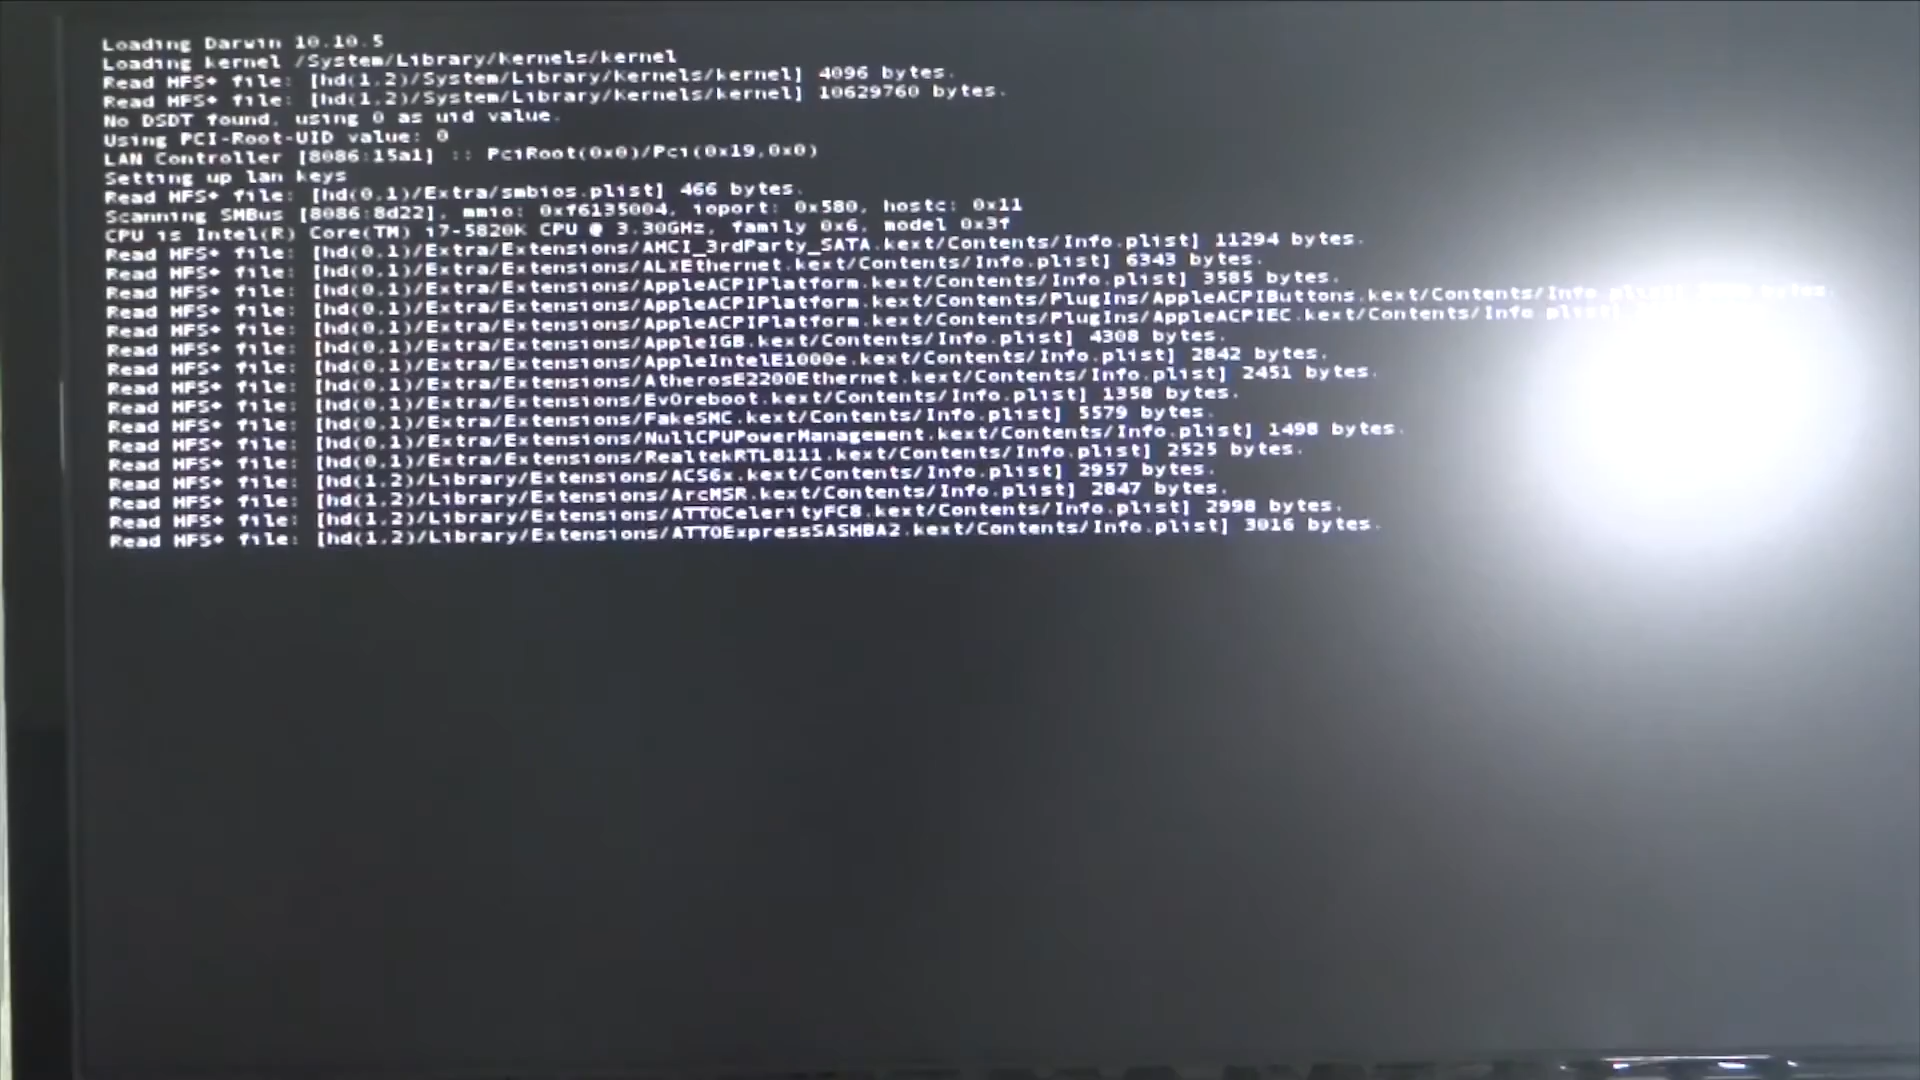 Loading Darwin 10.10.5
Loading kernel /System/Library/Kernels/kernel
Read HFS+ file: [hd(1,2)/System/Library/Kernels/kernel] 4096 bytes.
Read HFS+ file: [hd(1,2)/System/Library/Kernels/kernel] 10629760 bytes.
No DSDT found, using 0 as uid value.
Using PCI-Root-UID value: 0
LAN Controller [8086:15a1] :: PciRoot(0x0)/Pci(0x19,0x0)
Setting up lan keys
Read HFS+ file: [hd(0,1)/Extra/smbios.plist] 466 bytes.
Scanning SMBus [8086:8d22], mmio: 0xf6135004, ioport: 0x580, hostc: 0x11
CPU is Intel(R) Core(TM) i7-5820K CPU @ 3.30GHz, family 0x6, model 0x3f
Read HFS+ file: [hd(0,1)/Extra/Extensions/AHCI_3rdParty_SATA.kext/Contents/Info.plist] 11294 bytes.
Read HFS+ file: [hd(0,1)/Extra/Extensions/ALXEthernet.kext/Contents/Info.plist] 6343 bytes.
Read HFS+ file: [hd(0,1)/Extra/Extensions/AppleACPIPlatform.kext/Contents/Info.plist] 3585 bytes.
Read HFS+ file: [hd(0,1)/Extra/Extensions/AppleACPIPlatform.kext/Contents/PlugIns/AppleACPIButtons.kext/Contents/Info.plist] bytes.
Read HFS+ file: [hd(0,1)/Extra/Extensions/AppleACPIPlatform.kext/Contents/PlugIns/AppleACPIEC.kext/Contents/Info.plist]
Read HFS+ file: [hd(0,1)/Extra/Extensions/AppleIGB.kext/Contents/Info.plist] 4308 bytes.
Read HFS+ file: [hd(0,1)/Extra/Extensions/AppleIntelE1000e.kext/Contents/Info.plist] 2842 bytes.
Read HFS+ file: [hd(0,1)/Extra/Extensions/AtherosE2200Ethernet.kext/Contents/Info.plist] 2451 bytes.
Read HFS+ file: [hd(0,1)/Extra/Extensions/EvOreboot.kext/Contents/Info.plist] 1358 bytes.
Read HFS+ file: [hd(0,1)/Extra/Extensions/FakeSMC.kext/Contents/Info.plist] 5579 bytes.
Read HFS+ file: [hd(0,1)/Extra/Extensions/NullCPUPowerManagement.kext/Contents/Info.plist] 1498 bytes.
Read HFS+ file: [hd(0,1)/Extra/Extensions/RealtekRTL8111.kext/Contents/Info.plist] 2525 bytes.
Read HFS+ file: [hd(1,2)/Library/Extensions/ACS6x.kext/Contents/Info.plist] 2957 bytes.
Read HFS+ file: [hd(1,2)/Library/Extensions/ArcMSR.kext/Contents/Info.plist] 2847 bytes.
Read HFS+ file: [hd(1,2)/Library/Extensions/ATTOCelerityFC8.kext/Contents/Info.plist] 2998 bytes.
Read HFS+ file: [hd(1,2)/Library/Extensions/ATTOExpressSASHBA2.kext/Contents/Info.plist] 3016 bytes.